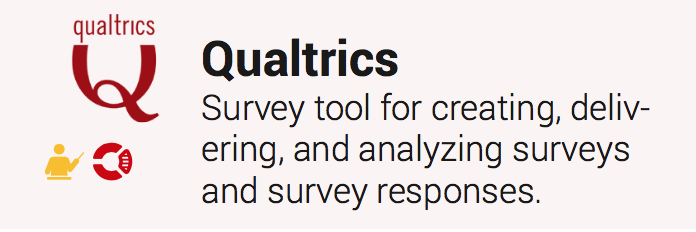 qualtrics
Qualtrics
Survey tool for creating, deliv-
ering, and analyzing surveys
and survey responses.